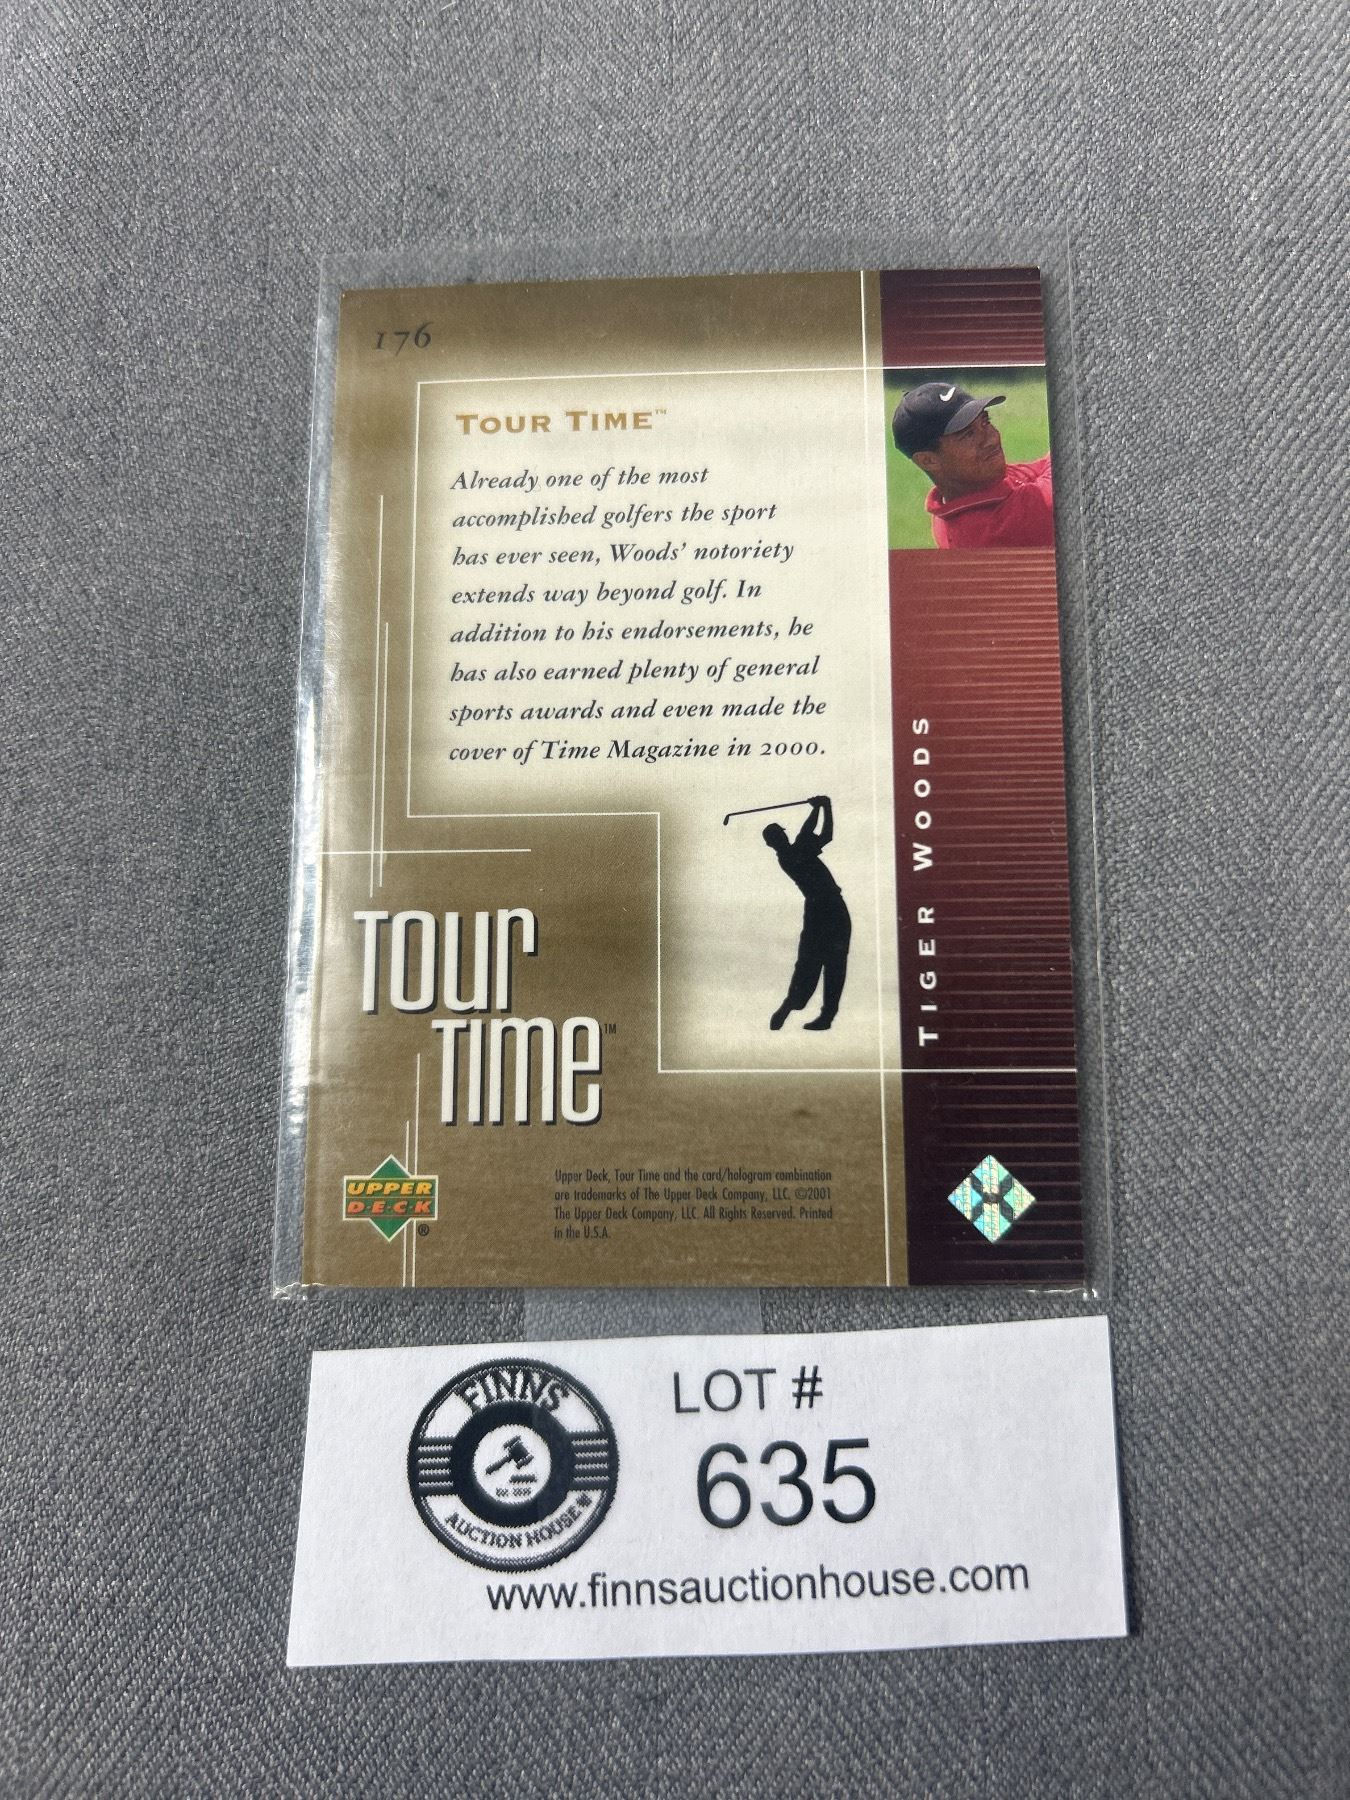 176
TOUR TIME™
Already one of the most
accomplished golfers the sport
has ever seen, Woods' notoriety
extends way beyond golf. In
addition to his endorsements, he
has also earned plenty of general
sports awards and even made the
cover of Time Magazine in 2000.
TIGER WOODS
Tour
Time™
UPPER
D·E·C·K®
Upper Deck, Tour Time and the card/hologram combination
are trademarks of The Upper Deck Company, LLC. ©2001
The Upper Deck Company, LLC. All Rights Reserved. Printed
in the U.S.A.
FINNS
AUCTION HOUSE
LOT #
635
www.finnsauctionhouse.com